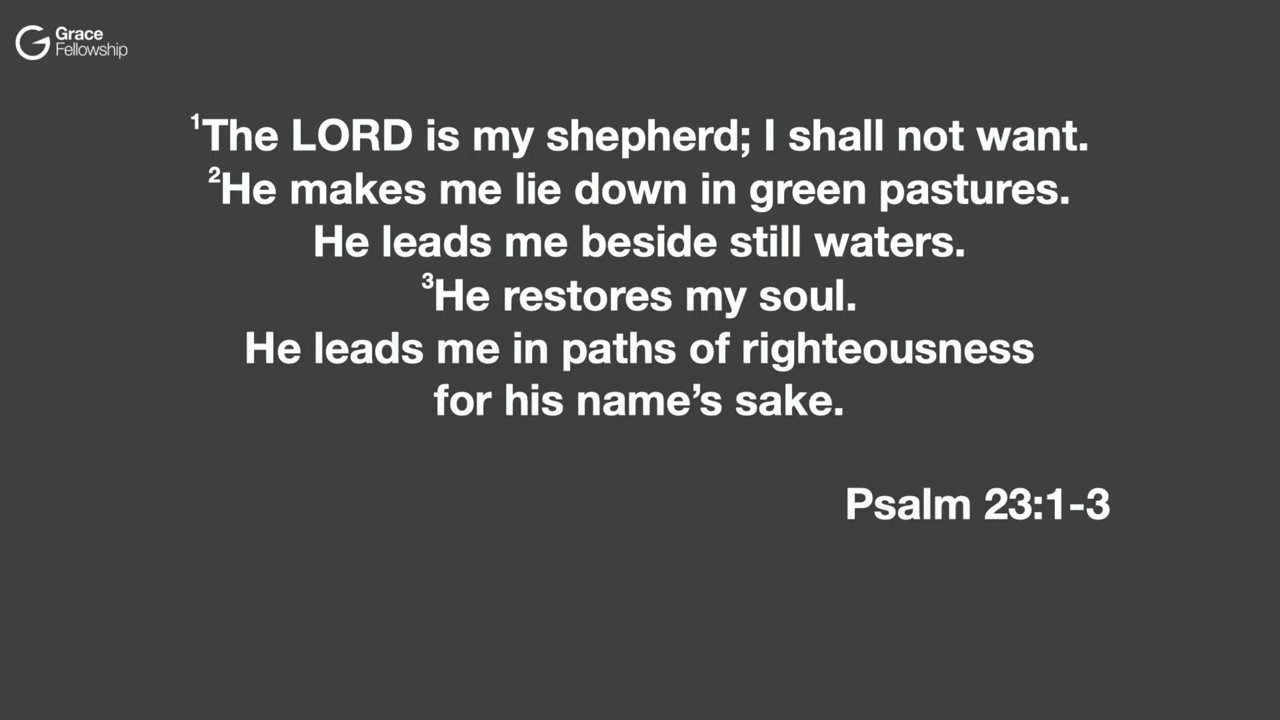 Grace
Fellowship
¹The LORD is my shepherd; I shall not want.
²He makes me lie down in green pastures.
He leads me beside still waters.
³He restores my soul.
He leads me in paths of righteousness
for his name’s sake.
Psalm 23:1-3